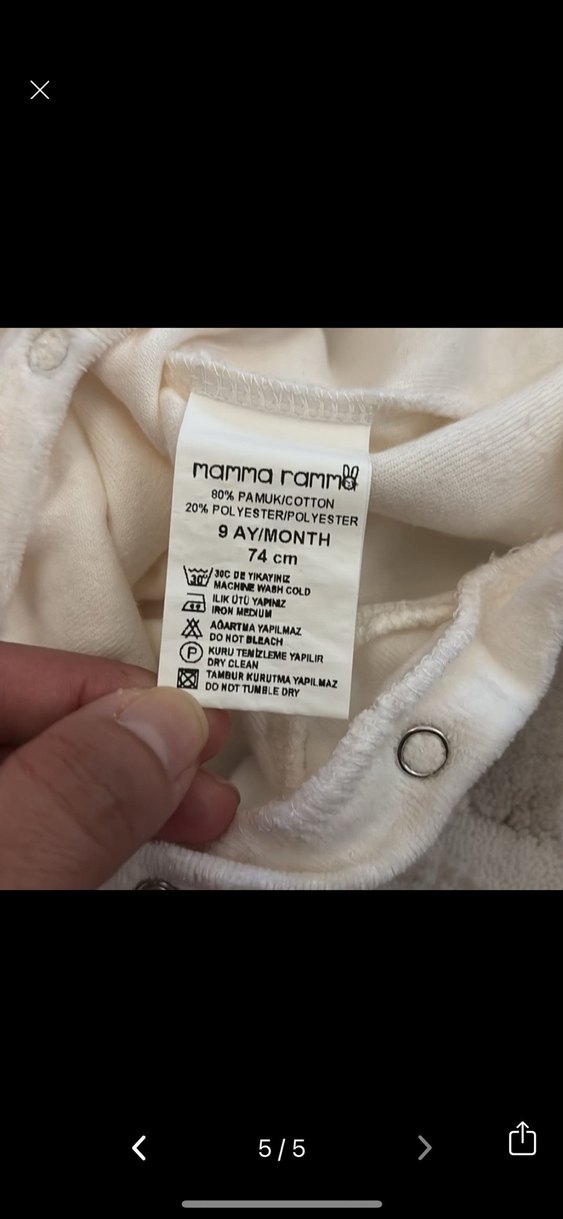 mamma ramma
80% PAMUK/COTTON
20% POLYESTER/POLYESTER
9 AY/MONTH
74 cm
30
30C DE YIKAYINIZ
MACHINE WASH COLD
ILIK ÜTÜ YAPINIZ
IRON MEDIUM
AĞARTMA YAPILMAZ
DO NOT BLEACH
P
KURU TEMİZLEME YAPILIR
DRY CLEAN
TAMBUR KURUTMA YAPILMAZ
DO NOT TUMBLE DRY
5/5